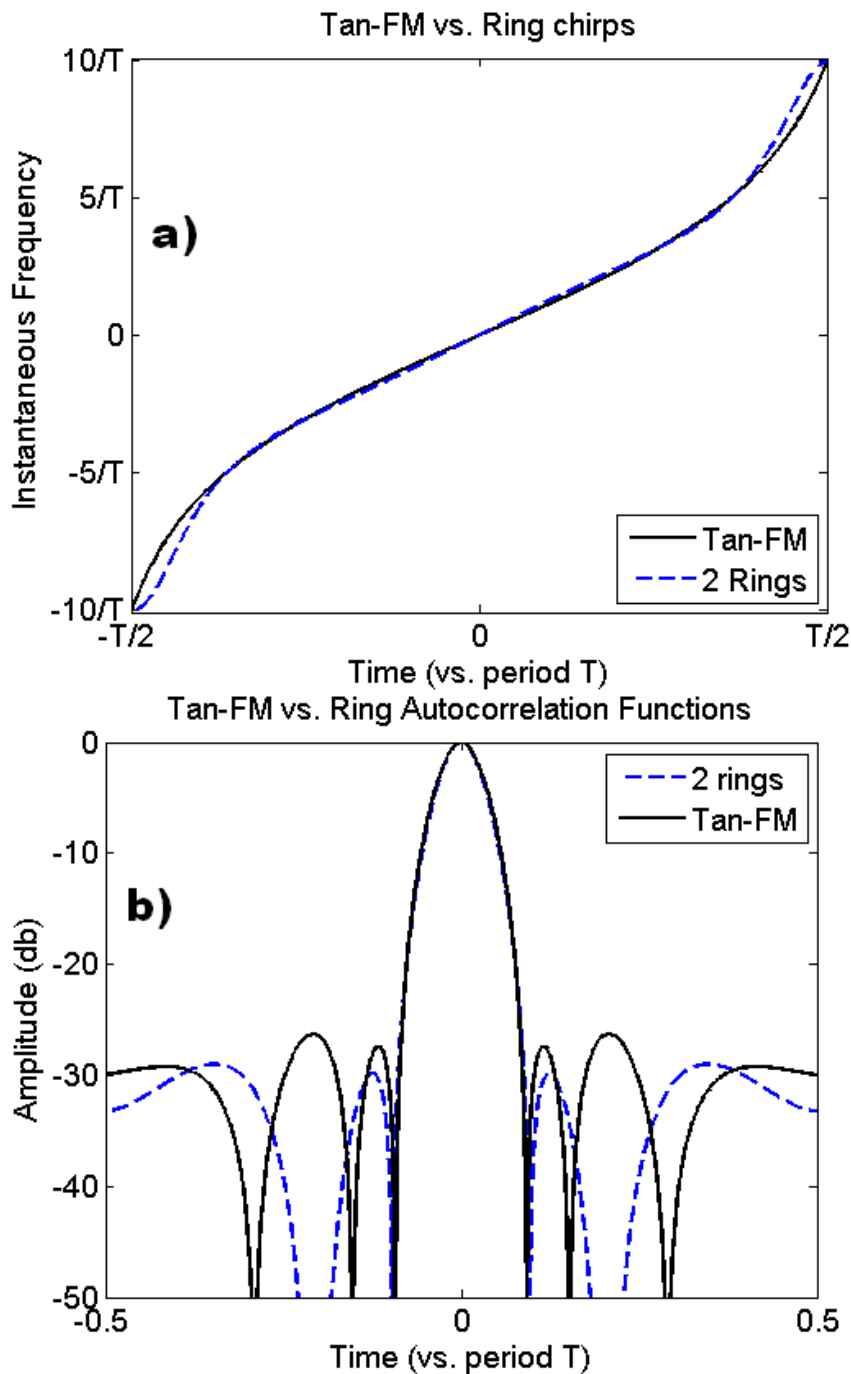 Tan-FM vs. Ring chirps
10/T
5/T
0
-5/T
-10/T
Instantaneous Frequency
a)
Tan-FM
2 Rings
-T/2
0
T/2
Time (vs. period T)
Tan-FM vs. Ring Autocorrelation Functions
0
-10
-20
-30
-40
-50
Amplitude (db)
b)
2 rings
Tan-FM
-0.5
0
0.5
Time (vs. period T)